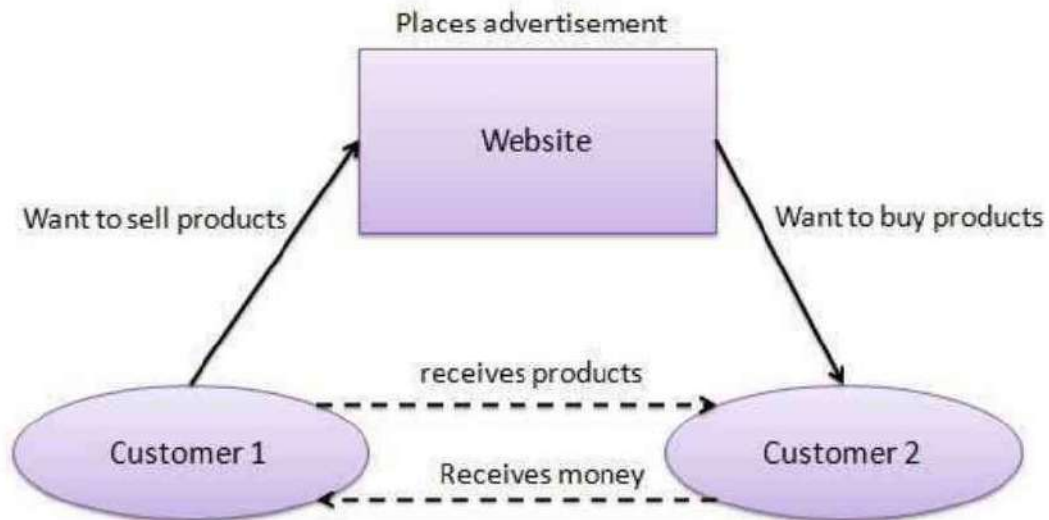 Places advertisement
Website
Want to sell products
Want to buy products
receives products
Customer 1
Customer 2
Receives money